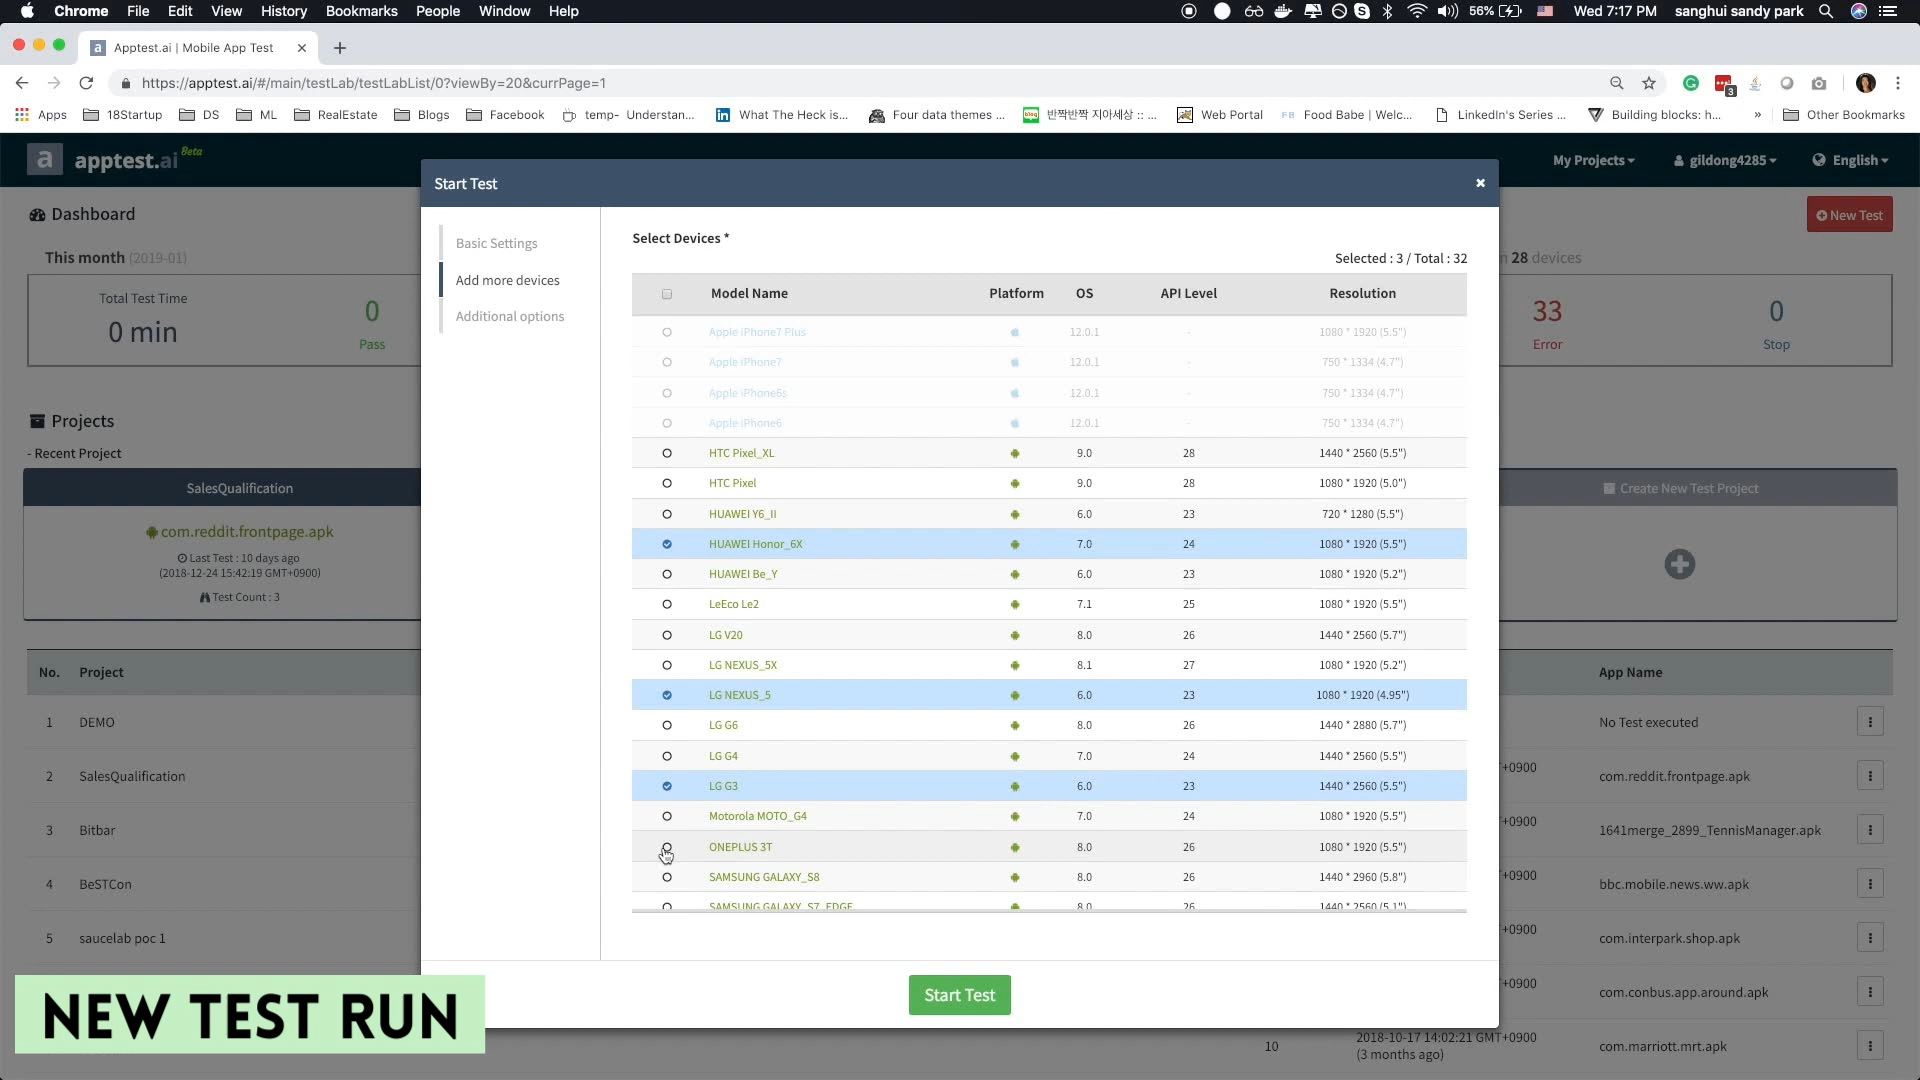 Chrome File Edit View History Bookmarks People Window Help 56% Wed 7:17 PM sanghui sandy park
a Apptest.ai | Mobile App Test
https://apptest.ai/#/main/testLab/testLabList/0?viewBy=20&currPage=1 3
Apps 18Startup DS ML RealEstate Blogs Facebook temp- Understan... What The Heck is... Four data themes ... 반짝반짝 지아세상 :: ... Web Portal Food Babe | Welc... LinkedIn's Series ... Building blocks: h... » Other Bookmarks
a apptest.ai Beta My Projects gildong4285 English
Start Test
Dashboard
New Test
This month (2019-01)
28 devices
Total Test Time
0 min
0
Pass
33
Error
0
Stop
Basic Settings
Add more devices
Additional options
Select Devices *
Selected : 3 / Total : 32
Model Name Platform OS API Level Resolution
Apple iPhone7 Plus 12.0.1 - 1080 * 1920 (5.5")
Apple iPhone7 12.0.1 - 750 * 1334 (4.7")
Apple iPhone6s 12.0.1 - 750 * 1334 (4.7")
Apple iPhone6 12.0.1 - 750 * 1334 (4.7")
HTC Pixel_XL 9.0 28 1440 * 2560 (5.5")
HTC Pixel 9.0 28 1080 * 1920 (5.0")
HUAWEI Y6_II 6.0 23 720 * 1280 (5.5")
HUAWEI Honor_6X 7.0 24 1080 * 1920 (5.5")
HUAWEI Be_Y 6.0 23 1080 * 1920 (5.2")
LeEco Le2 7.1 25 1080 * 1920 (5.5")
LG V20 8.0 26 1440 * 2560 (5.7")
LG NEXUS_5X 8.1 27 1080 * 1920 (5.2")
LG NEXUS_5 6.0 23 1080 * 1920 (4.95")
LG G6 8.0 26 1440 * 2880 (5.7")
LG G4 7.0 24 1440 * 2560 (5.5")
LG G3 6.0 23 1440 * 2560 (5.5")
Motorola MOTO_G4 7.0 24 1080 * 1920 (5.5")
ONEPLUS 3T 8.0 26 1080 * 1920 (5.5")
SAMSUNG GALAXY_S8 8.0 26 1440 * 2960 (5.8")
SAMSUNG GALAXY_S7_EDGE 8.0 26 1440 * 2560 (5.1")
Start Test
Projects
- Recent Project
SalesQualification
com.reddit.frontpage.apk
Last Test : 10 days ago
(2018-12-24 15:42:19 GMT+0900)
Test Count : 3
Create New Test Project
No. Project App Name
1 DEMO No Test executed
2 SalesQualification +0900 com.reddit.frontpage.apk
3 Bitbar +0900 1641merge_2899_TennisManager.apk
4 BeSTCon +0900 bbc.mobile.news.ww.apk
5 saucelab poc 1 +0900 com.interpark.shop.apk
+0900 com.conbus.app.around.apk
10 2018-10-17 14:02:21 GMT+0900
(3 months ago) com.marriott.mrt.apk
NEW TEST RUN